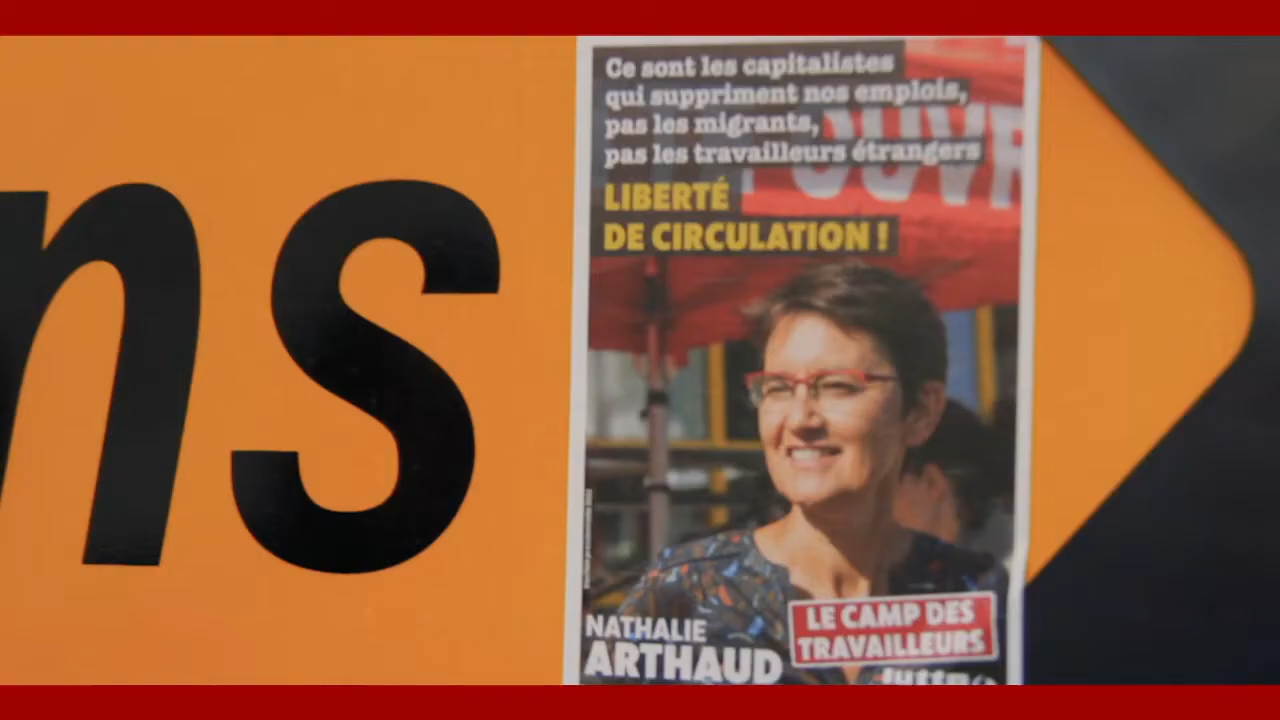 ns
Ce sont les capitalistes
qui suppriment nos emplois,
pas les migrants,
pas les travailleurs étrangers
LIBERTÉ
DE CIRCULATION !
NATHALIE
ARTHAUD
LE CAMP DES
TRAVAILLEURS